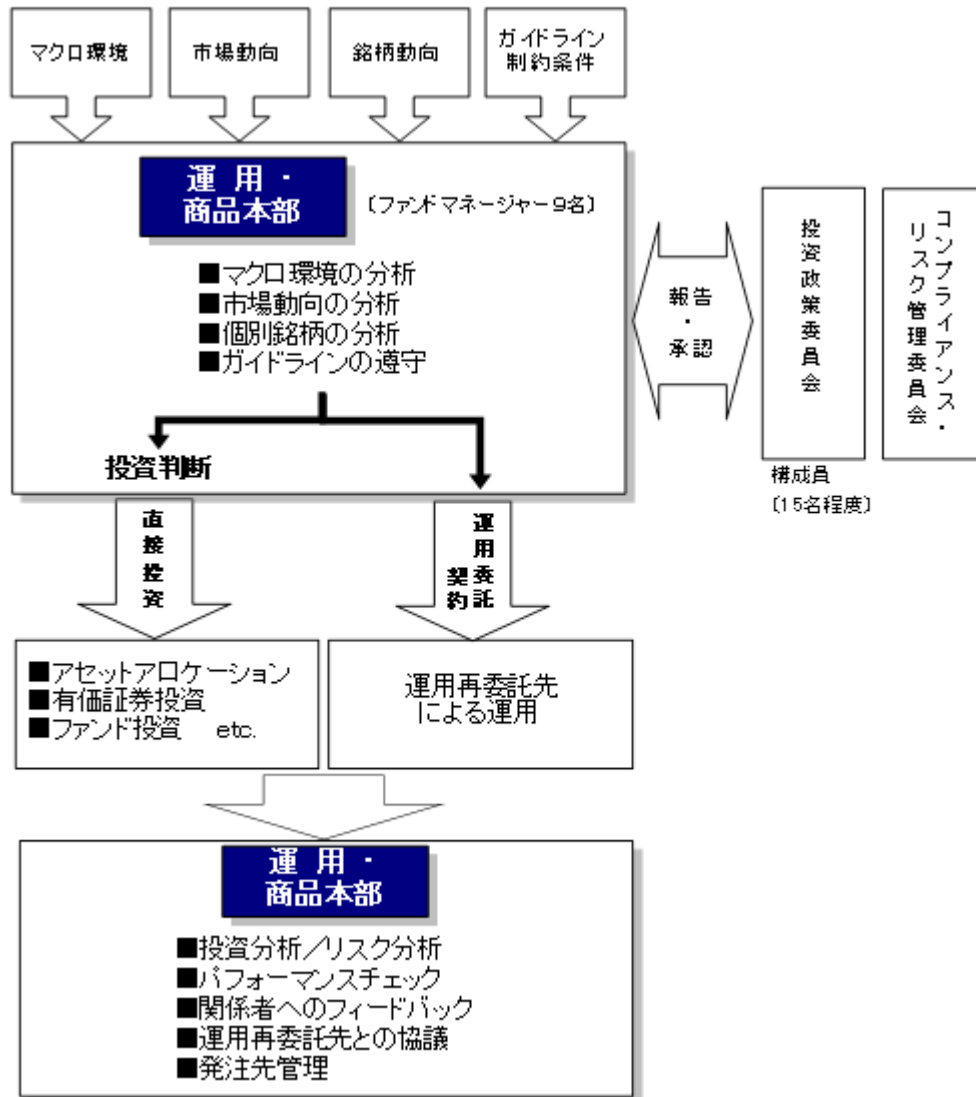 マクロ環境
市場動向
銘柄動向
ガイドライン
制約条件
運 用 ・
商品本部
〔ファンドマネージャー9名〕
■マクロ環境の分析
■市場動向の分析
■個別銘柄の分析
■ガイドラインの遵守
投資判断
報告
・
承認
投資政策委員会
コンプライアンス・
リスク管理委員会
構成員
〔15名程度〕
直接投資
運用委託
契約
■アセットアロケーション
■有価証券投資
■ファンド投資 etc.
運用再委託先
による運用
運 用 ・
商品本部
■投資分析/リスク分析
■パフォーマンスチェック
■関係者へのフィードバック
■運用再委託先との協議
■発注先管理